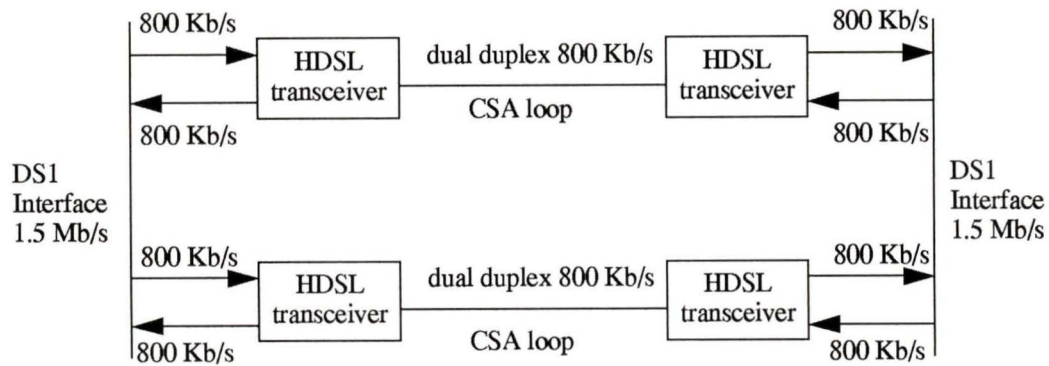 800 Kb/s
800 Kb/s
HDSL
transceiver
dual duplex 800 Kb/s
CSA loop
HDSL
transceiver
800 Kb/s
800 Kb/s
DS1
Interface
1.5 Mb/s
DS1
Interface
1.5 Mb/s
800 Kb/s
800 Kb/s
HDSL
transceiver
dual duplex 800 Kb/s
CSA loop
HDSL
transceiver
800 Kb/s
800 Kb/s